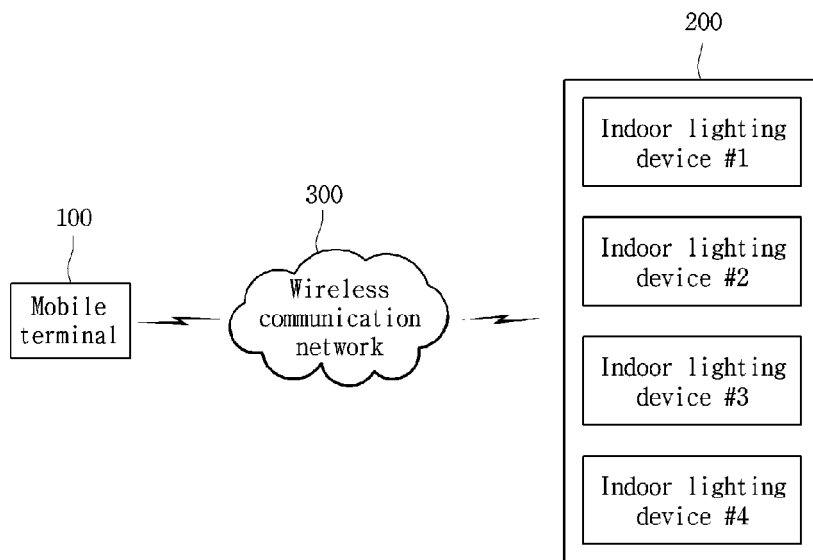 200
Indoor lighting
device #1
300
100
Indoor lighting
device #2
Wireless
communication
network
Mobile
terminal
Indoor lighting
device #3
Indoor lighting
device #4